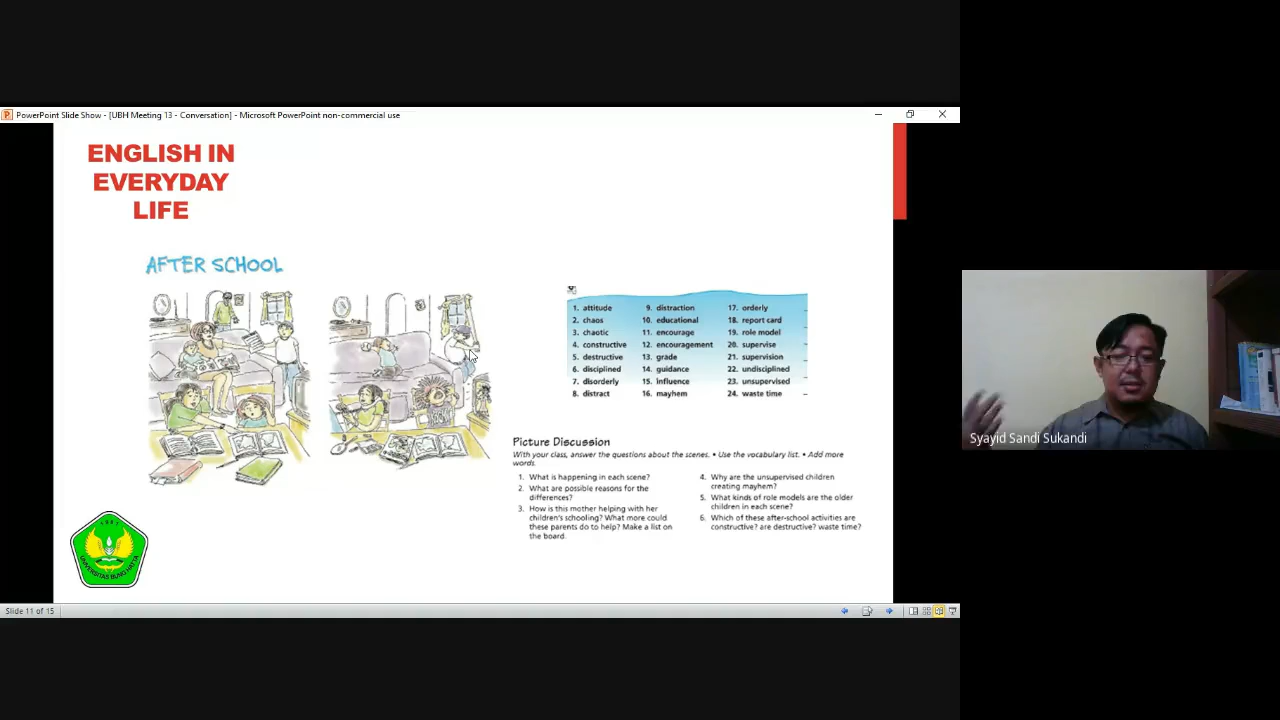 PowerPoint Slide Show - [UBH Meeting 13 - Conversation] - Microsoft PowerPoint non-commercial use
ENGLISH IN
EVERYDAY
LIFE
AFTER SCHOOL
1. attitude
2. chaos
3. chaotic
4. constructive
5. destructive
6. disciplined
7. disorderly
8. distract
9. distraction
10. educational
11. encourage
12. encouragement
13. grade
14. guidance
15. influence
16. mayhem
17. orderly
18. report card
19. role model
20. supervise
21. supervision
22. undisciplined
23. unsupervised
24. waste time
Picture Discussion
With your class, answer the questions about the scenes. • Use the vocabulary list. • Add more
words.
1. What is happening in each scene?
2. What are possible reasons for the
differences?
3. How is this mother helping with her
children's schooling? What more could
these parents do to help? Make a list on
the board.
4. Why are the unsupervised children
creating mayhem?
5. What kinds of role models are the older
children in each scene?
6. Which of these after-school activities are
constructive? are destructive? waste time?
UNIVERSITAS BUNG HATTA
Syayid Sandi Sukandi
Slide 11 of 15